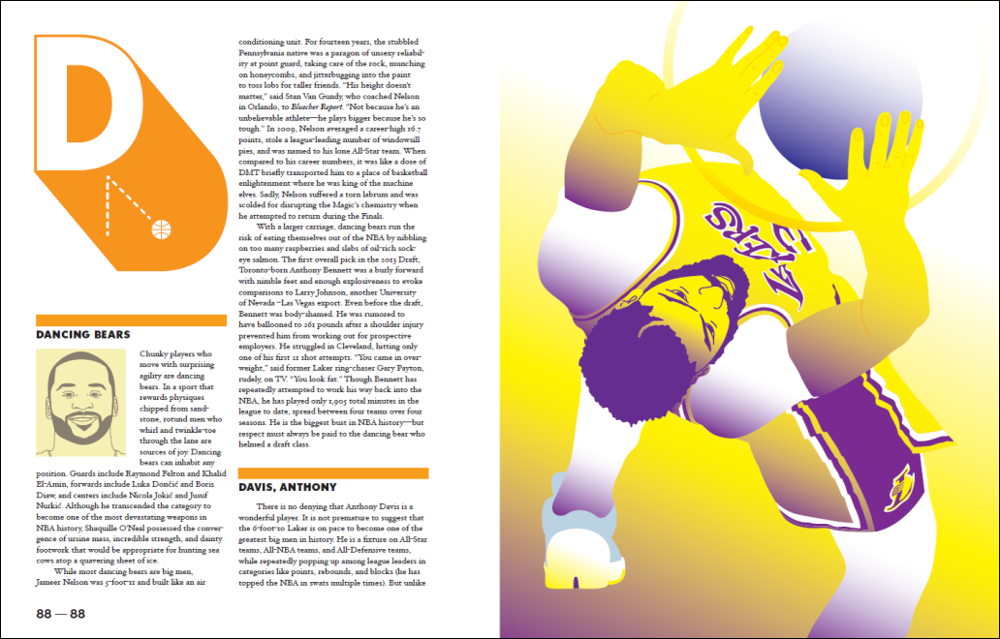 D
DANCING BEARS
Chunky players who
move with surprising
agility are dancing
bears. In a sport that
rewards physiques
chipped from sand-
stone, rotund men who
whirl and twinkle-toe
through the lane are
sources of joy. Dancing
bears can inhabit any
position. Guards include Raymond Felton and Khalid
El-Amin, forwards include Luka Dončić and Boris
Diaw, and centers include Nicola Jokić and Jusuf
Nurkić. Although he transcended the category to
become one of the most devastating weapons in
NBA history, Shaquille O'Neal possessed the conver-
gence of ursine mass, incredible strength, and dainty
footwork that would be appropriate for hunting sea
cows atop a quavering sheet of ice.
While most dancing bears are big men,
Jameer Nelson was 5-foot-11 and built like an air
88 — 88
conditioning unit. For fourteen years, the stubbled
Pennsylvania native was a paragon of unsexy reliabil-
ity at point guard, taking care of the rock, munching
on honeycombs, and jitterbugging into the paint
to toss lobs for taller friends. "His height doesn't
matter," said Stan Van Gundy, who coached Nelson
in Orlando, to Bleacher Report. "Not because he's an
unbelievable athlete—he plays bigger because he's so
tough." In 2009, Nelson averaged a career-high 16.7
points, stole a league-leading number of windowsill
pies, and was named to his lone All-Star team. When
compared to his career numbers, it was like a dose of
DMT briefly transported him to a place of basketball
enlightenment where he was king of the machine
elves. Sadly, Nelson suffered a torn labrum and was
scolded for disrupting the Magic's chemistry when
he attempted to return during the Finals.
With a larger carriage, dancing bears run the
risk of eating themselves out of the NBA by nibbling
on too many raspberries and slabs of oil-rich sock-
eye salmon. The first overall pick in the 2013 Draft,
Toronto-born Anthony Bennett was a burly forward
with nimble feet and enough explosiveness to evoke
comparisons to Larry Johnson, another University
of Nevada–Las Vegas export. Even before the draft,
Bennett was body-shamed. He was rumored to
have ballooned to 261 pounds after a shoulder injury
prevented him from working out for prospective
employers. He struggled in Cleveland, hitting only
one of his first 21 shot attempts. "You came in over-
weight," said former Laker ring-chaser Gary Payton,
rudely, on TV. "You look fat." Though Bennett has
repeatedly attempted to work his way back into the
NBA, he has played only 1,905 total minutes in the
league to date, spread between four teams over four
seasons. He is the biggest bust in NBA history—but
respect must always be paid to the dancing bear who
helmed a draft class.
DAVIS, ANTHONY
There is no denying that Anthony Davis is a
wonderful player. It is not premature to suggest that
the 6-foot-10 Laker is on pace to become one of the
greatest big men in history. He is a fixture on All-Star
teams, All-NBA teams, and All-Defensive teams,
while repeatedly popping up among league leaders in
categories like points, rebounds, and blocks (he has
topped the NBA in swats multiple times). But unlike